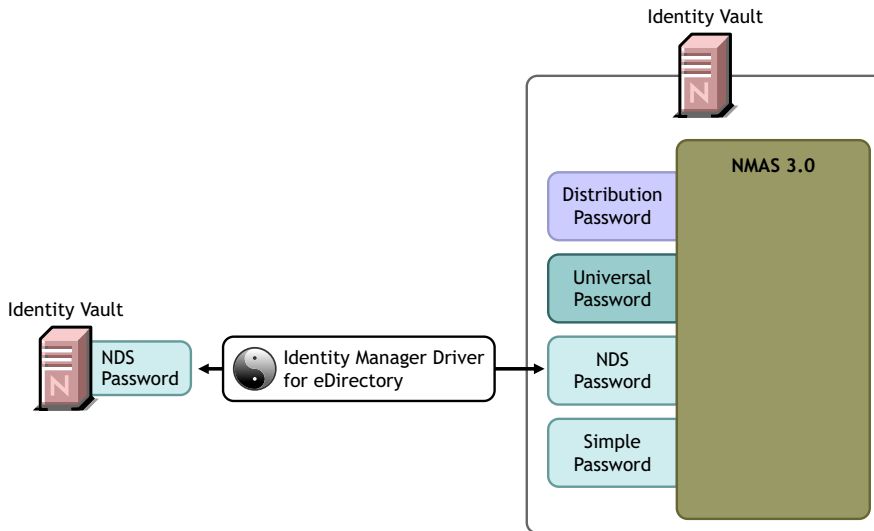 Identity Vault
N
NMAS 3.0
Distribution
Password
Universal
Password
Identity Vault
N
NDS
Password
Identity Manager Driver
for eDirectory
NDS
Password
Simple
Password